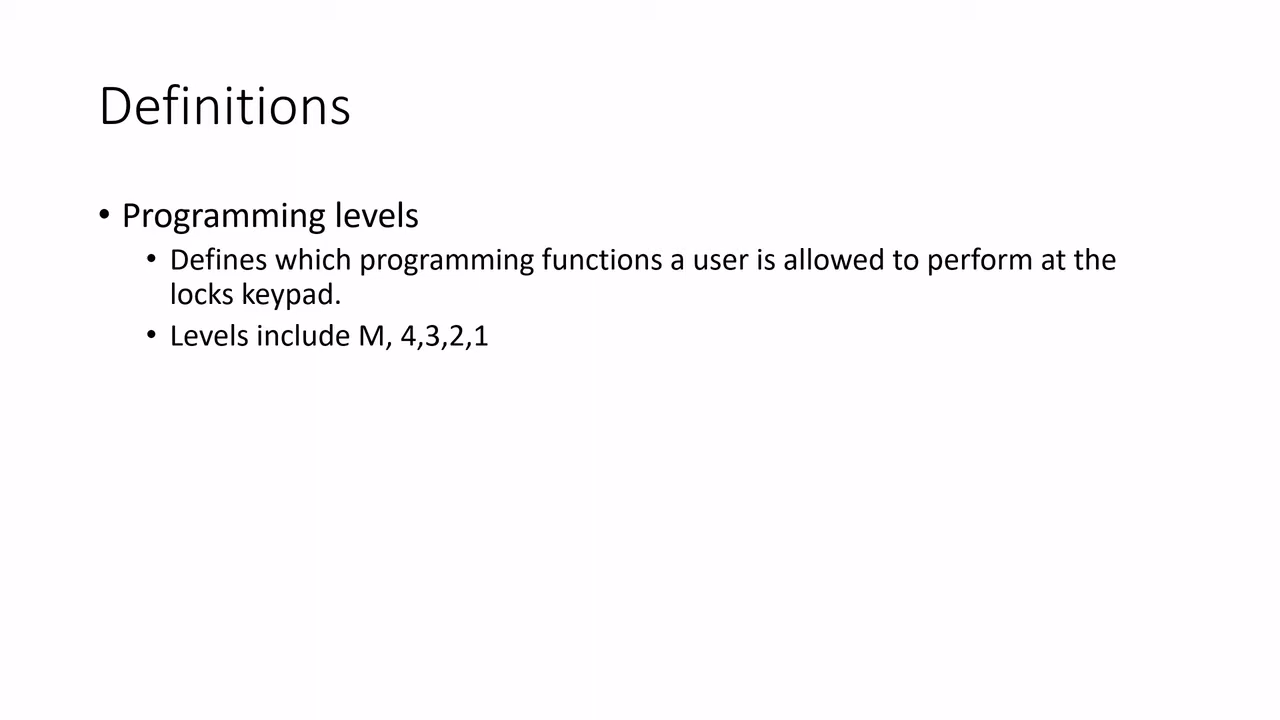 Definitions
• Programming levels
• Defines which programming functions a user is allowed to perform at the
locks keypad.
• Levels include M, 4,3,2,1